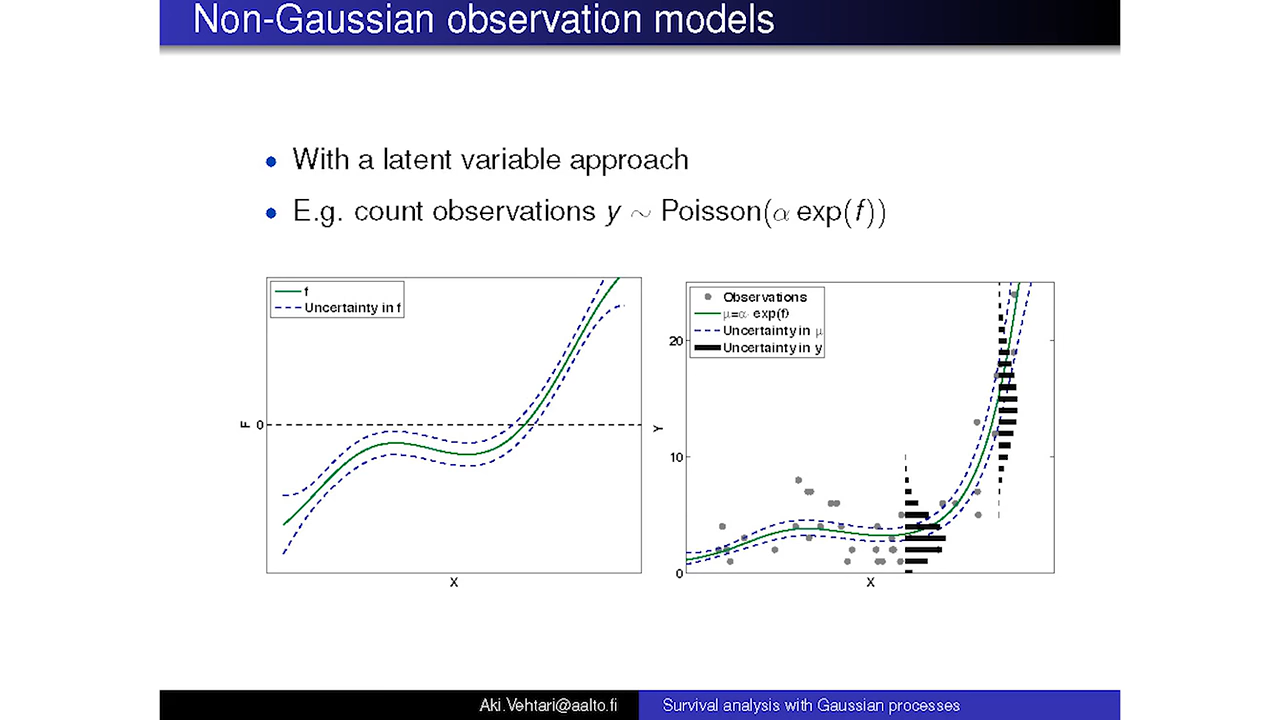 Non-Gaussian observation models
• With a latent variable approach
• E.g. count observations y ∼ Poisson(α exp(f))
f
Uncertainty in f
F
0
X
Observations
μ=α exp(f)
Uncertainty in μ
Uncertainty in y
20
10
0
Y
X
Aki.Vehtari@aalto.fi
Survival analysis with Gaussian processes